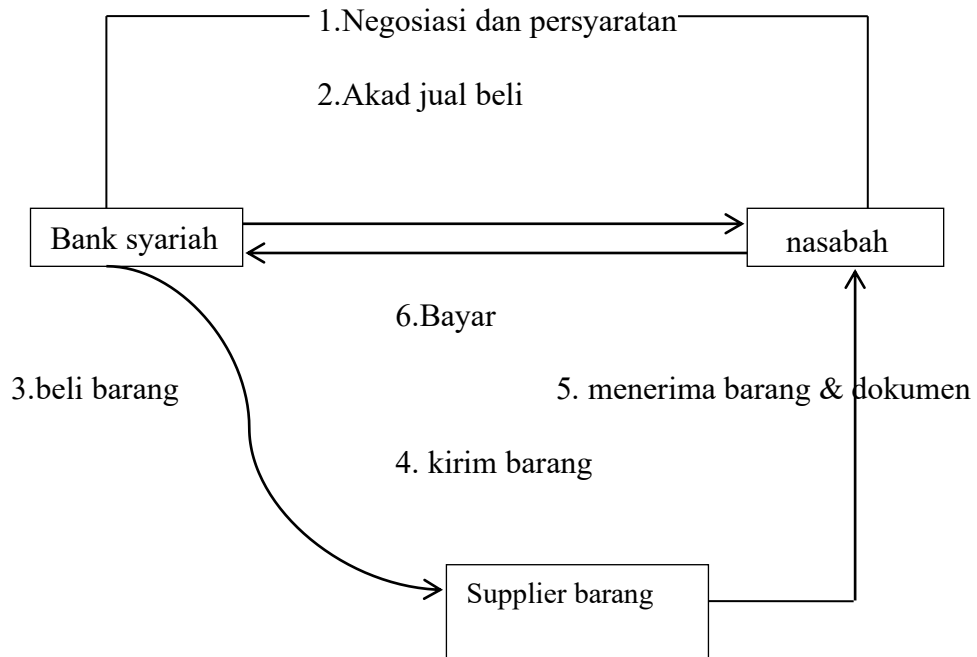 1.Negosiasi dan persyaratan
2.Akad jual beli
Bank syariah
nasabah
6.Bayar
3.beli barang
5. menerima barang & dokumen
4. kirim barang
Supplier barang